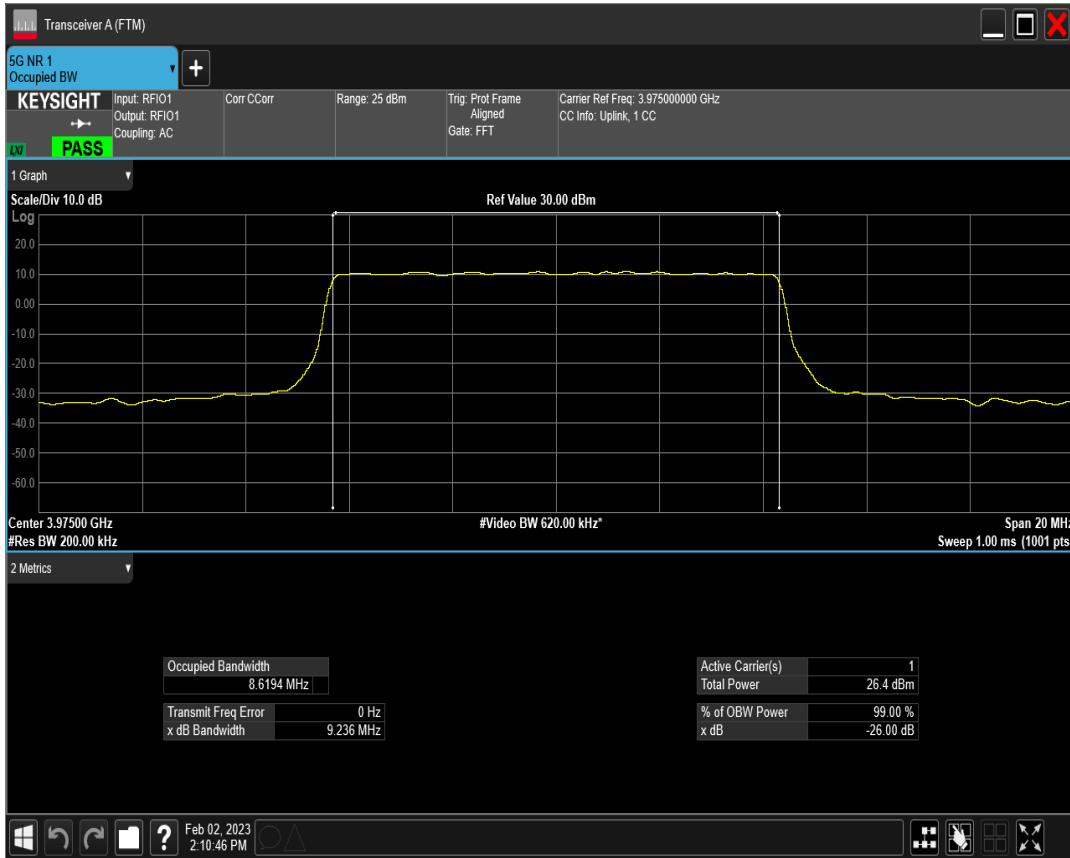 Transceiver A (FTM)
5G NR 1
Occupied BW
+
KEYSIGHT
LXI
PASS
Input: RFIO1
Output: RFIO1
Coupling: AC
Corr CCorr
Range: 25 dBm
Trig: Prot Frame
Aligned
Gate: FFT
Carrier Ref Freq: 3.975000000 GHz
CC Info: Uplink, 1 CC
1 Graph
Scale/Div 10.0 dB
Ref Value 30.00 dBm
Log
20.0
10.0
0.00
-10.0
-20.0
-30.0
-40.0
-50.0
-60.0
Center 3.97500 GHz
#Video BW 620.00 kHz*
Span 20 MHz
#Res BW 200.00 kHz
Sweep 1.00 ms (1001 pts
2 Metrics
Occupied Bandwidth
8.6194 MHz
Transmit Freq Error 0 Hz
x dB Bandwidth 9.236 MHz
Active Carrier(s) 1
Total Power 26.4 dBm
% of OBW Power 99.00 %
x dB -26.00 dB
?
Feb 02, 2023
2:10:46 PM